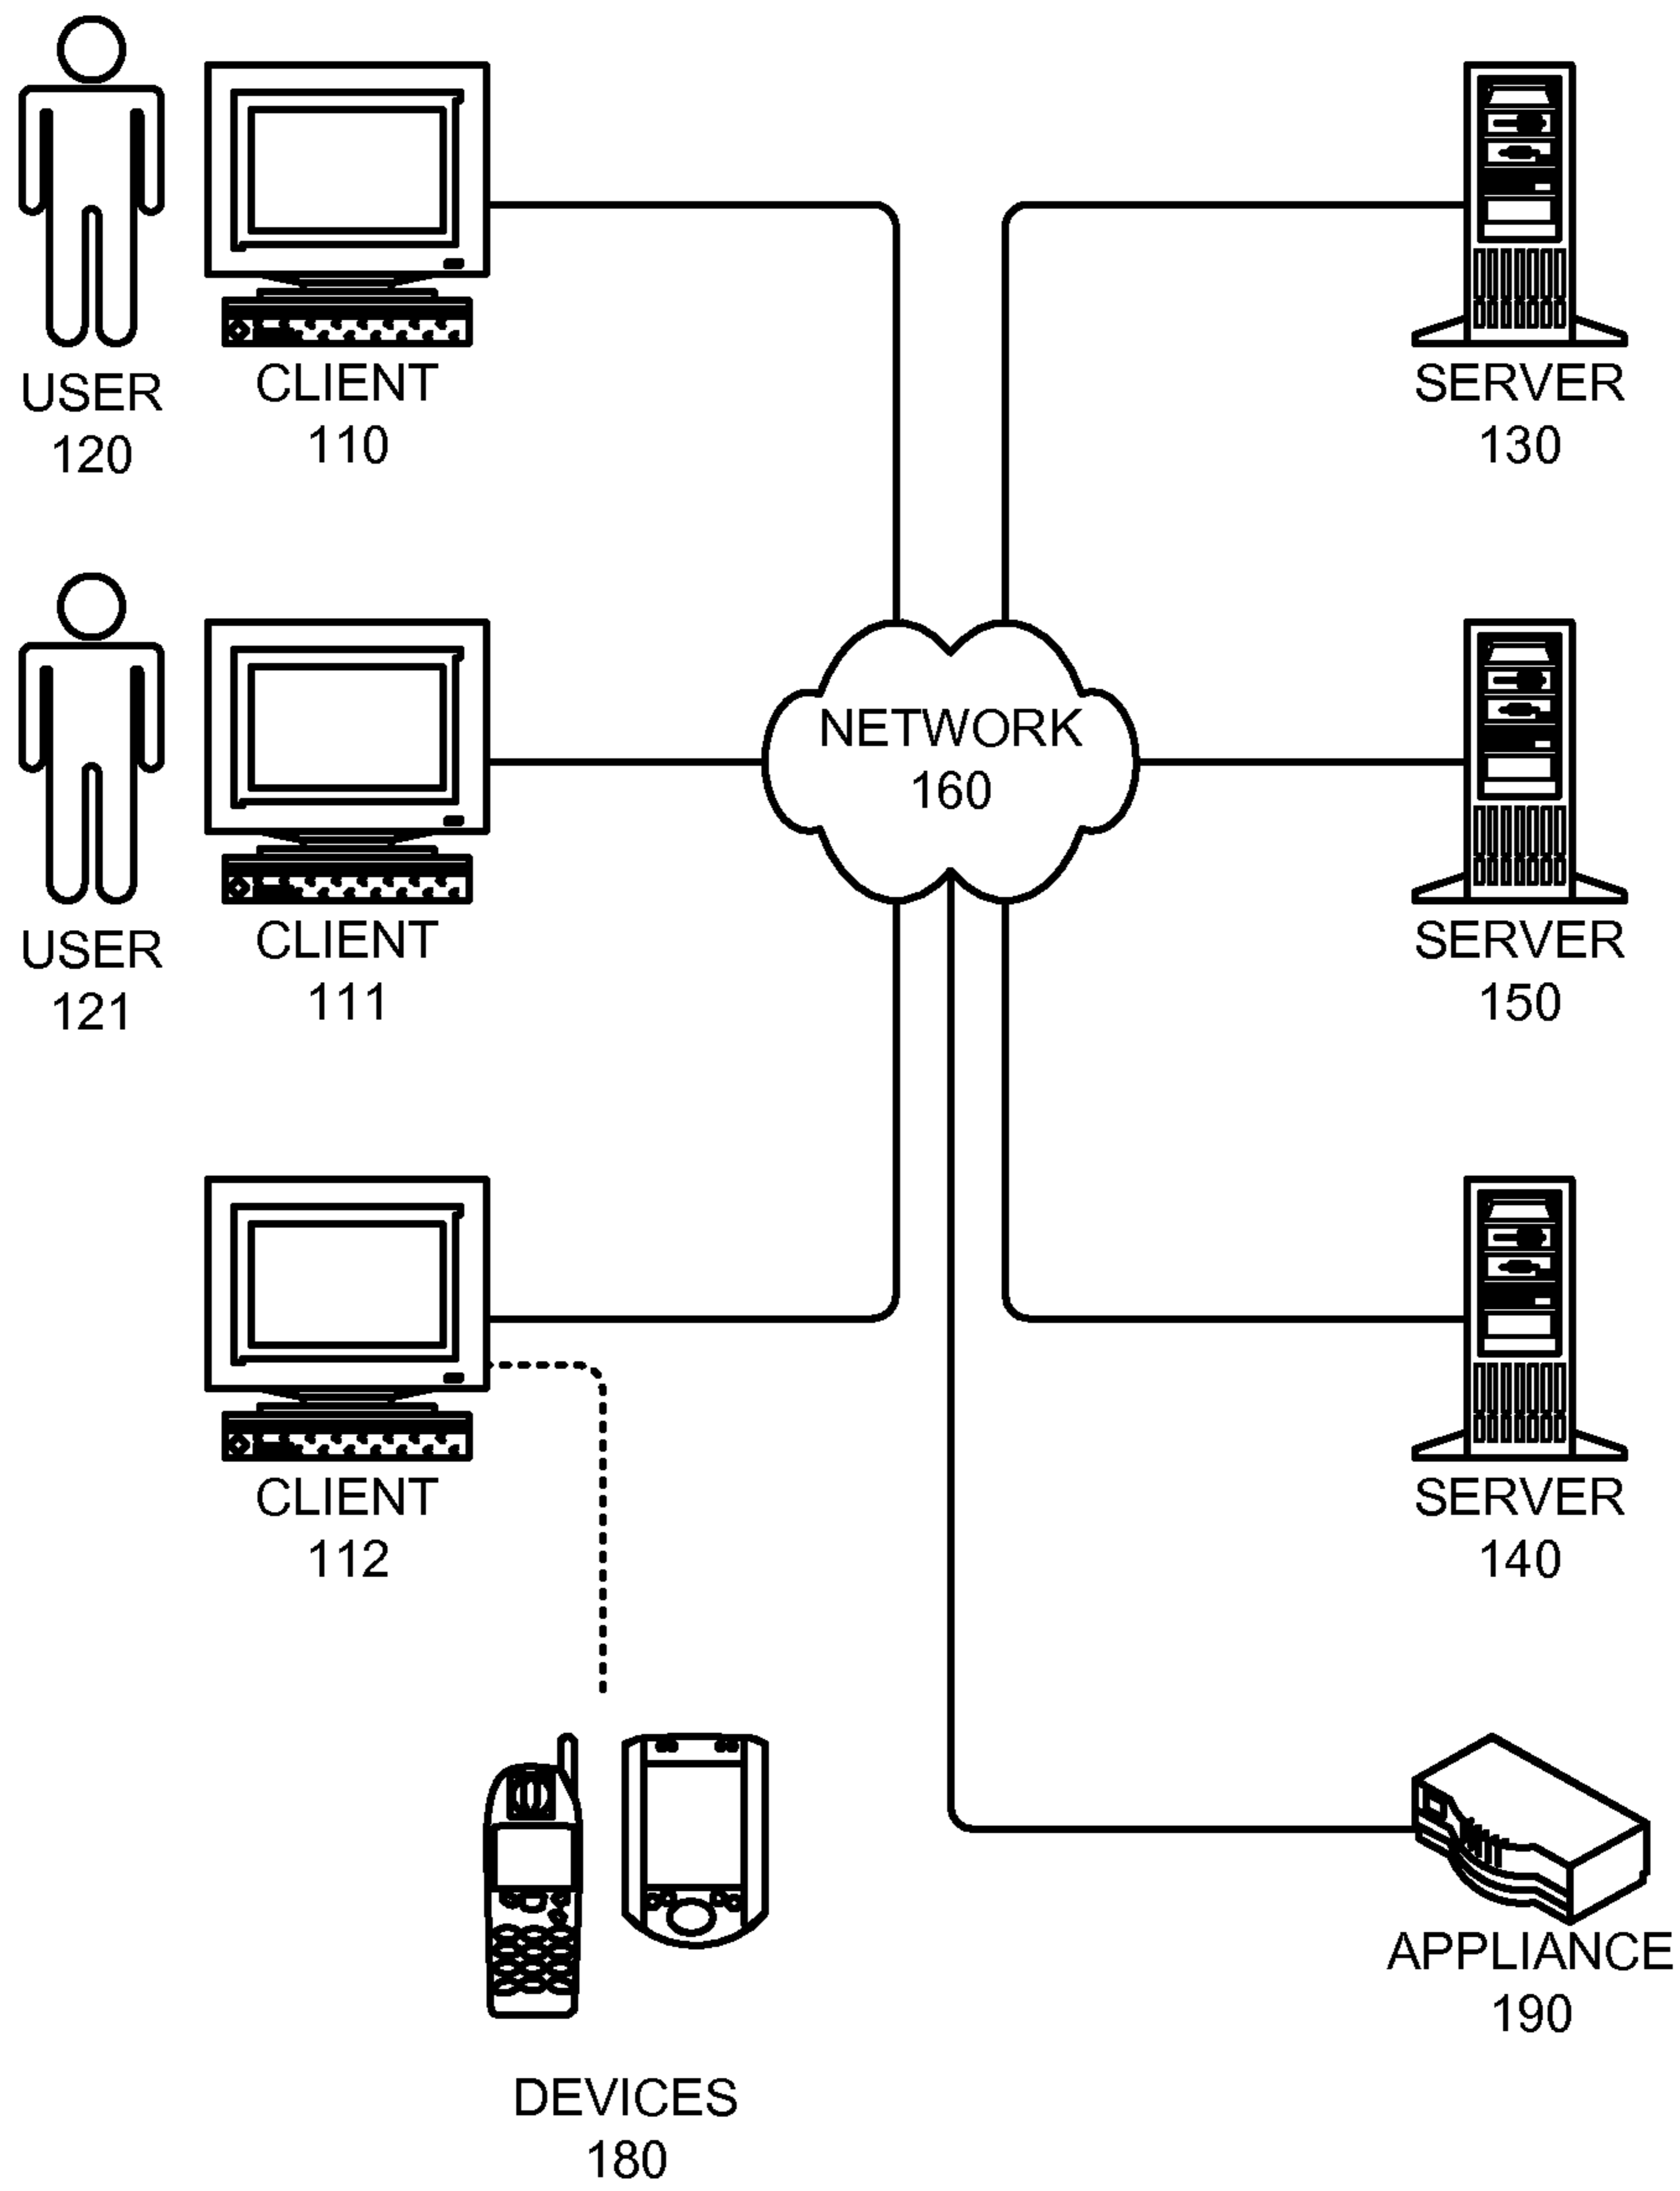 USER
120
CLIENT
110
SERVER
130
NETWORK
160
USER
121
CLIENT
111
SERVER
150
CLIENT
112
SERVER
140
APPLIANCE
190
DEVICES
180